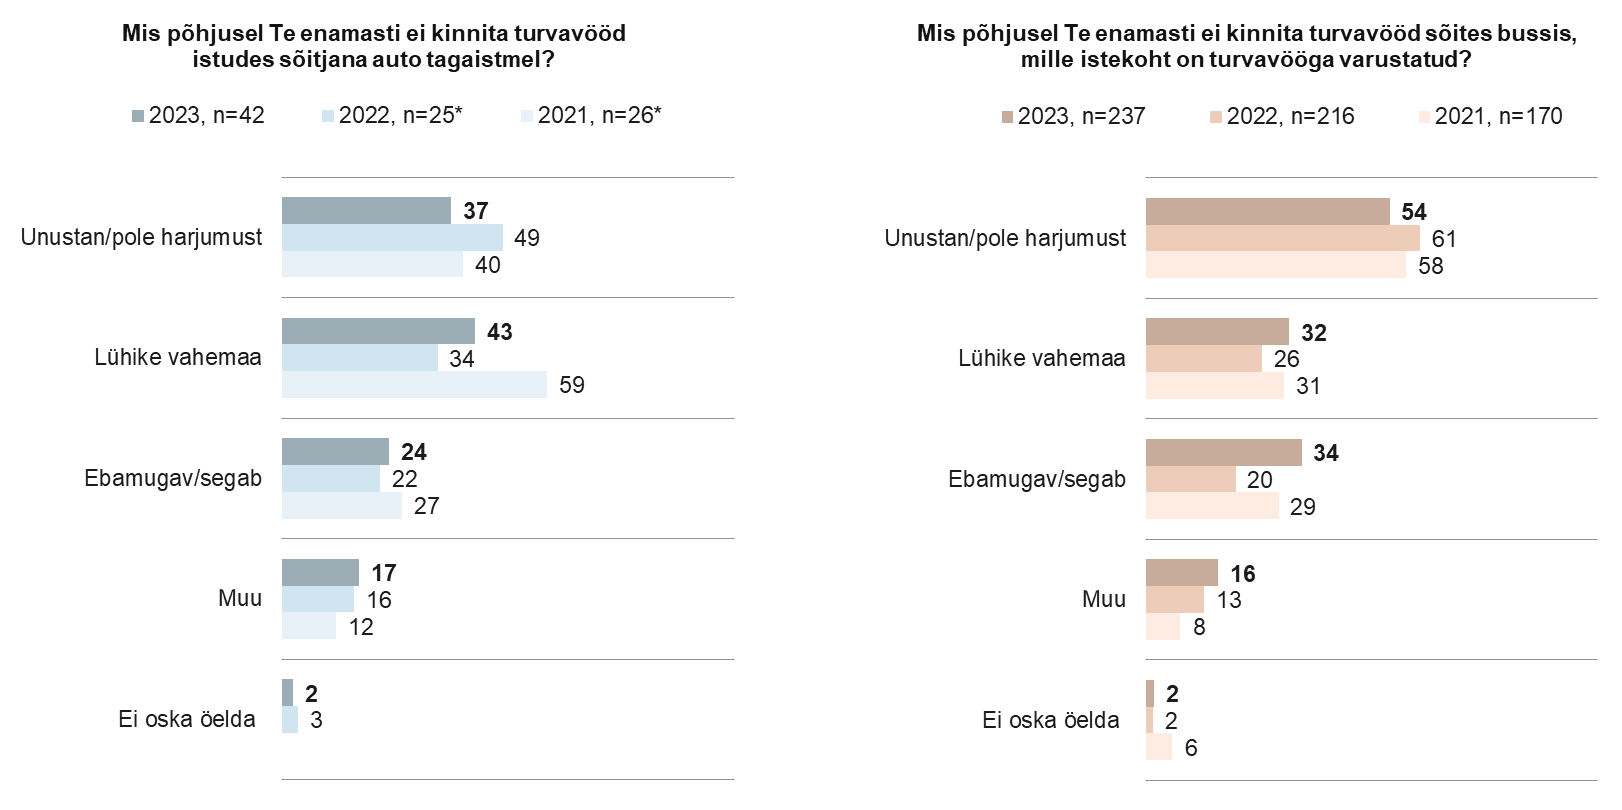 Mis põhjusel Te enamasti ei kinnita turvavööd
istudes sõitjana auto tagaistmel?
2023, n=42 2022, n=25* 2021, n=26*
Unustan/pole harjumust
37
49
40
Lühike vahemaa
43
34
59
Ebamugav/segab
24
22
27
Muu
17
16
12
Ei oska öelda
2
3
Mis põhjusel Te enamasti ei kinnita turvavööd sõites bussis,
mille istekoht on turvavööga varustatud?
2023, n=237 2022, n=216 2021, n=170
Unustan/pole harjumust
54
61
58
Lühike vahemaa
32
26
31
Ebamugav/segab
34
20
29
Muu
16
13
8
Ei oska öelda
2
2
6